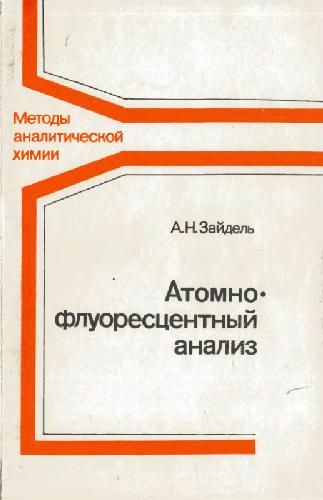 Методы
аналитической
химии
А.Н.Зайдель
Атомно-
флуоресцентный
анализ